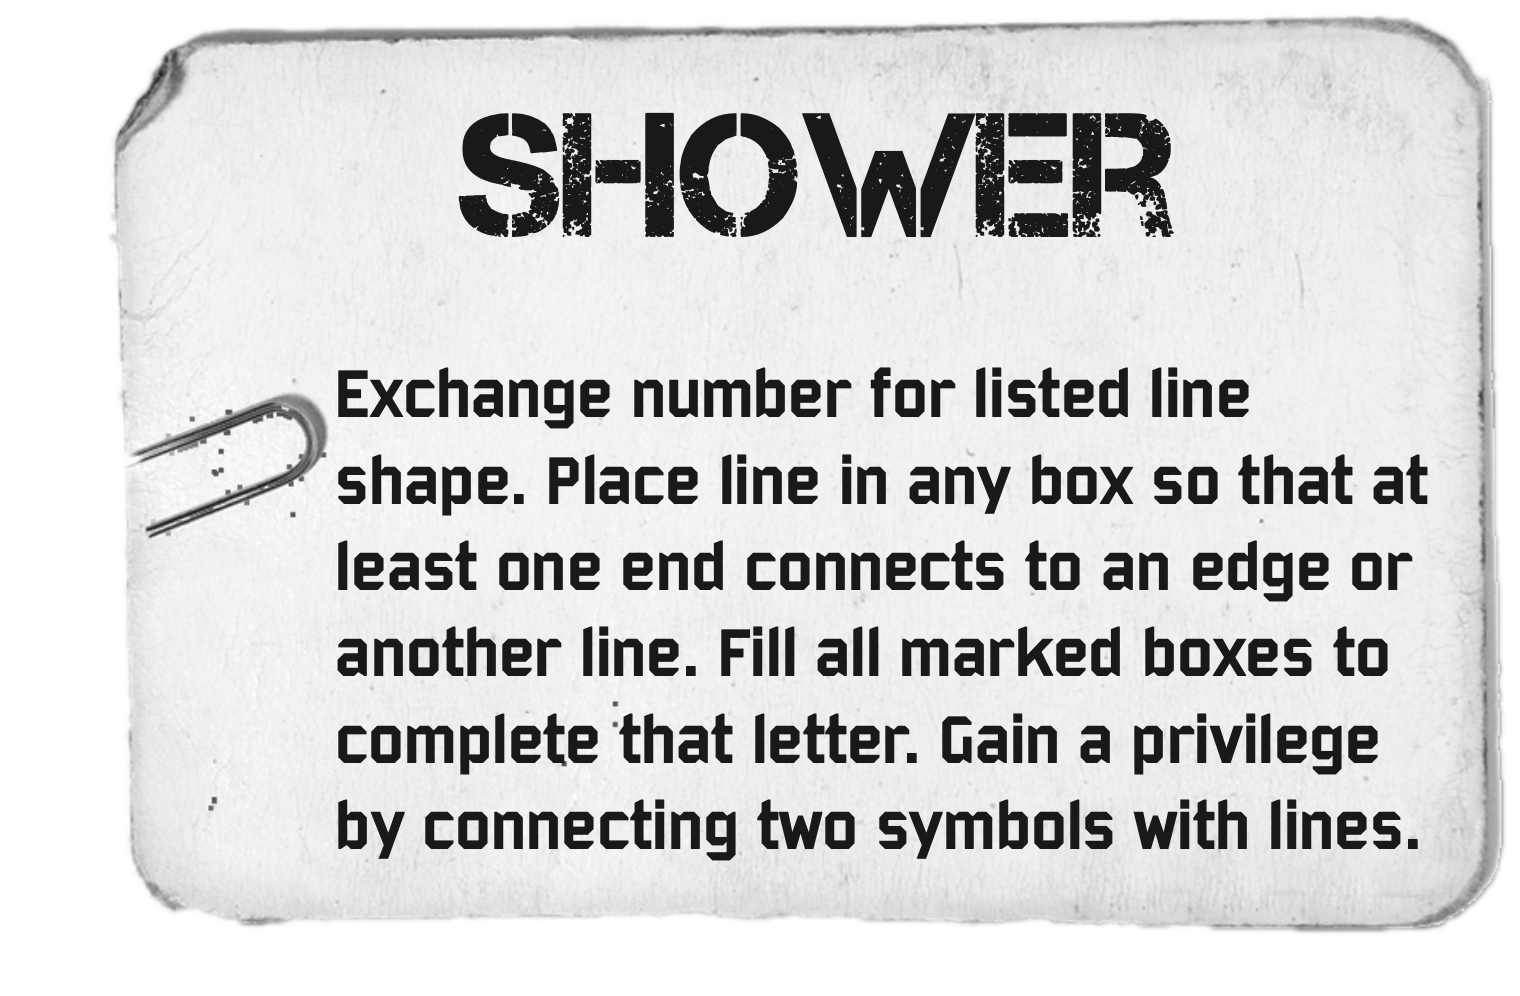 SHOWER
Exchange number for listed line
shape. Place line in any box so that at
least one end connects to an edge or
another line. Fill all marked boxes to
complete that letter. Gain a privilege
by connecting two symbols with lines.